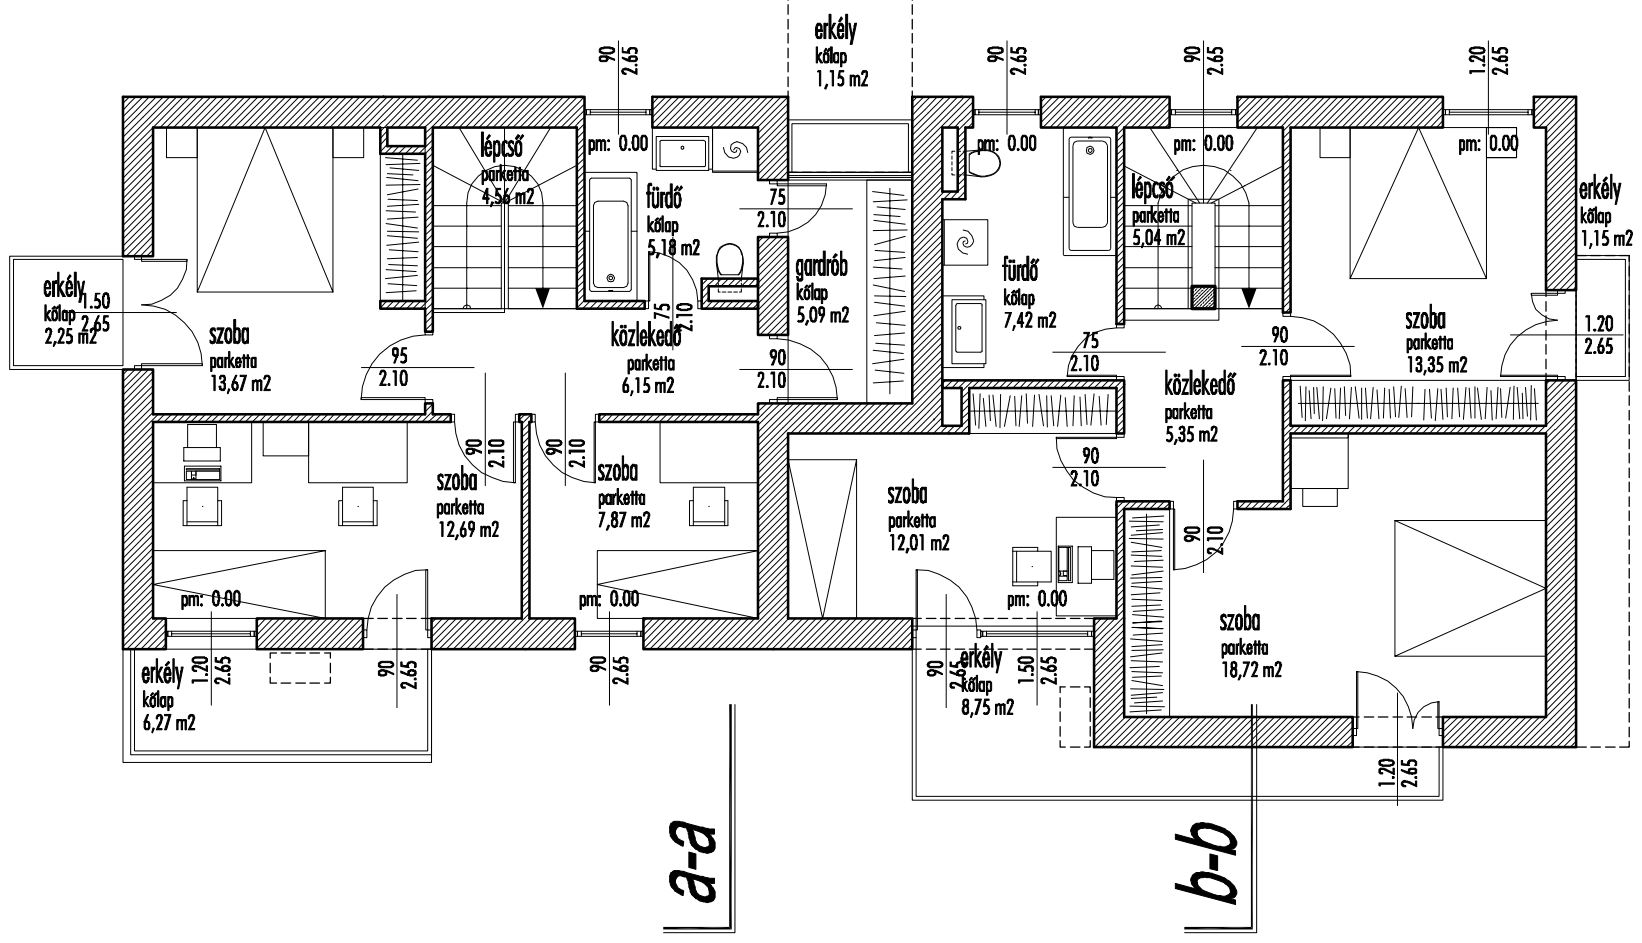 erkély
kőlap
1,15 m2
90
2.65
90
2.65
90
2.65
1.20
2.65
pm: 0.00
pm: 0.00
pm: 0.00
pm: 0.00
lépcső
parketta
4,56 m2
fürdő
kőlap
5,18 m2
75
2.10
75
2.10
gardrób
kőlap
5,09 m2
lépcső
parketta
5,04 m2
fürdő
kőlap
7,42 m2
erkély
kőlap
1,15 m2
erkély
kőlap
2,25 m2
1.50
2.65
szoba
parketta
13,67 m2
95
2.10
közlekedő
parketta
6,15 m2
90
2.10
75
2.10
90
2.10
szoba
parketta
13,35 m2
1.20
2.65
közlekedő
parketta
5,35 m2
90
2.10
90
2.10
szoba
parketta
12,69 m2
szoba
parketta
7,87 m2
szoba
parketta
12,01 m2
90
2.10
90
2.10
szoba
parketta
18,72 m2
pm: 0.00
pm: 0.00
pm: 0.00
erkély
kőlap
6,27 m2
1.20
2.65
90
2.65
90
2.65
90
2.65
erkély
kőlap
8,75 m2
1.50
2.65
1.20
2.65
a-a
b-b